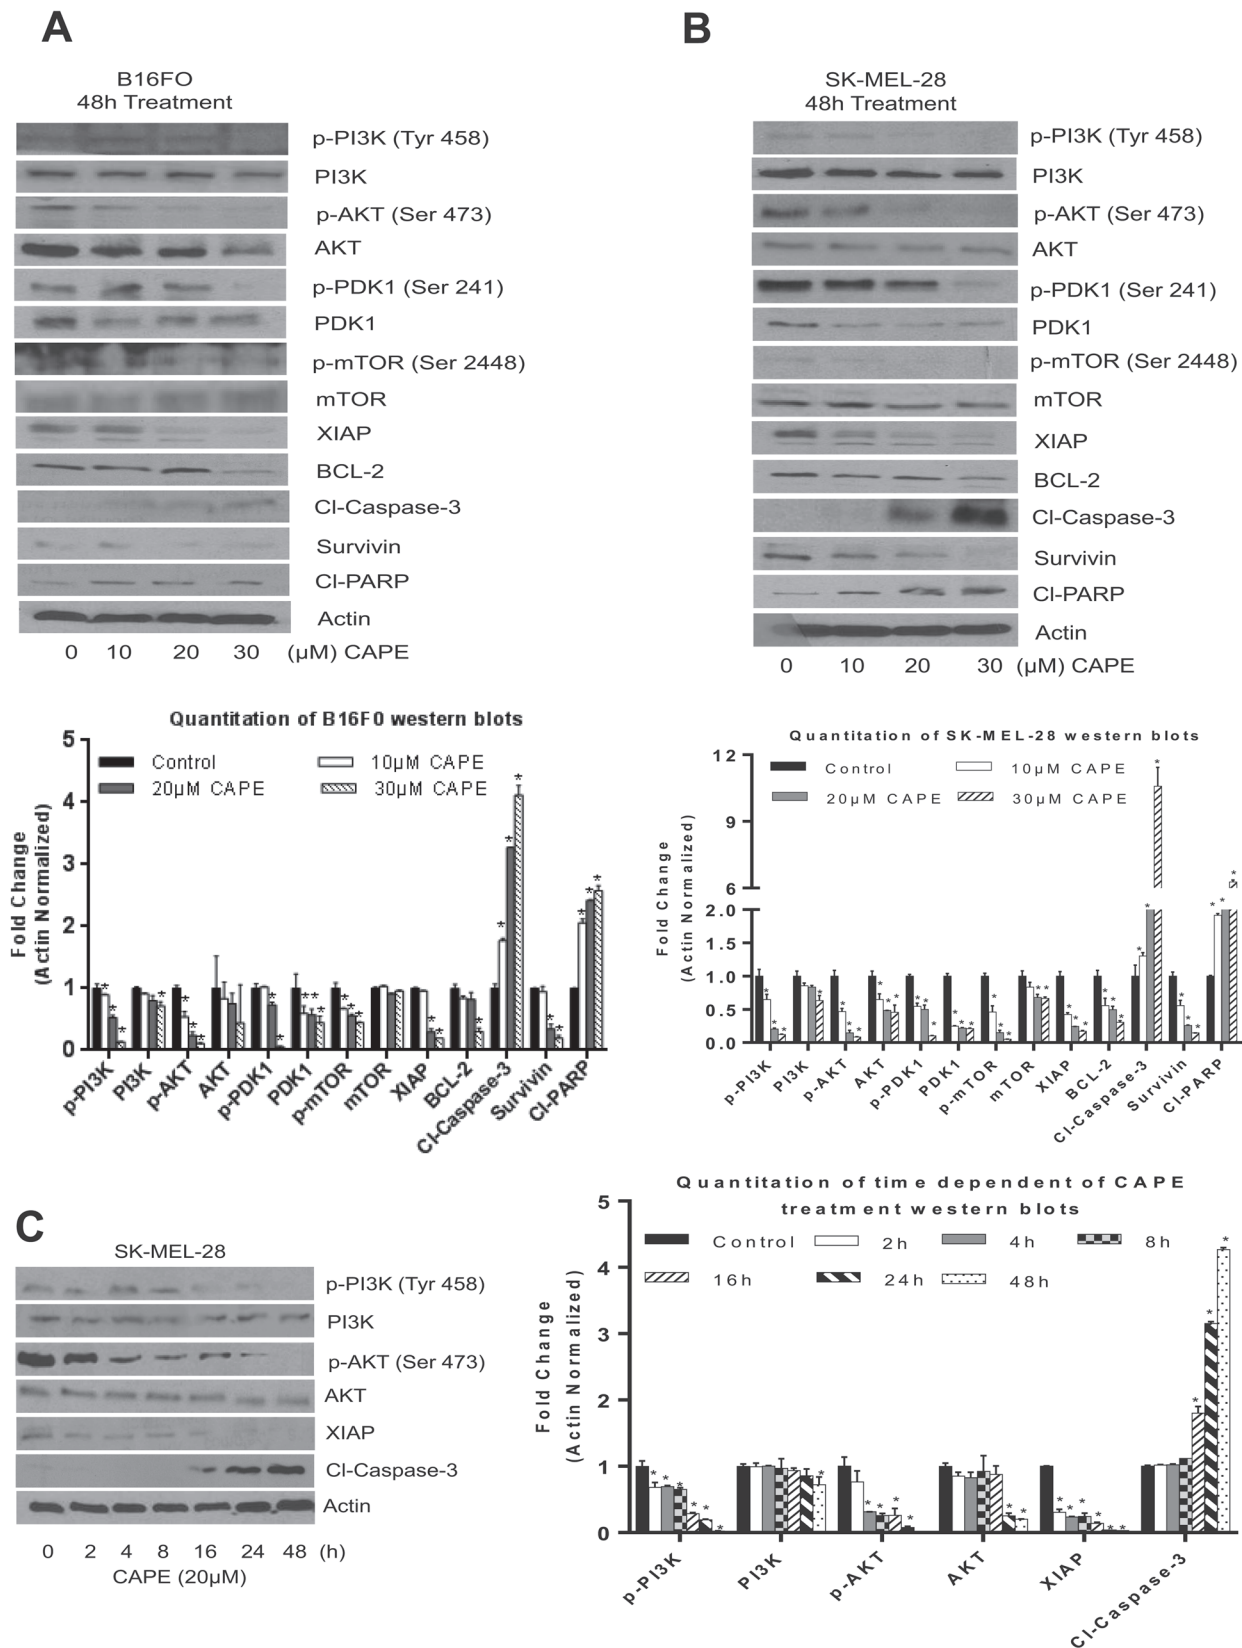 A
B16FO
48h Treatment
p-PI3K (Tyr 458)
PI3K
p-AKT (Ser 473)
AKT
p-PDK1 (Ser 241)
PDK1
p-mTOR (Ser 2448)
mTOR
XIAP
BCL-2
Cl-Caspase-3
Survivin
Cl-PARP
Actin
0 10 20 30 (µM) CAPE
Quantitation of B16F0 western blots
Control
10µM CAPE
20µM CAPE
30µM CAPE
Fold Change
(Actin Normalized)
5
4
3
2
1
0
p-PI3K
PI3K
p-AKT
AKT
p-PDK1
PDK1
p-mTOR
mTOR
XIAP
BCL-2
Cl-Caspase-3
Survivin
Cl-PARP
B
SK-MEL-28
48h Treatment
p-PI3K (Tyr 458)
PI3K
p-AKT (Ser 473)
AKT
p-PDK1 (Ser 241)
PDK1
p-mTOR (Ser 2448)
mTOR
XIAP
BCL-2
Cl-Caspase-3
Survivin
Cl-PARP
Actin
0 10 20 30 (µM) CAPE
Quantitation of SK-MEL-28 western blots
Control
10µM CAPE
20µM CAPE
30µM CAPE
Fold Change
(Actin Normalized)
12
9
6
2.0
1.5
1.0
0.5
0.0
p-PI3K
PI3K
p-AKT
AKT
p-PDK1
PDK1
p-mTOR
mTOR
XIAP
BCL-2
Cl-Caspase-3
Survivin
Cl-PARP
C
SK-MEL-28
p-PI3K (Tyr 458)
PI3K
p-AKT (Ser 473)
AKT
XIAP
Cl-Caspase-3
Actin
0 2 4 8 16 24 48 (h)
CAPE (20µM)
Quantitation of time dependent of CAPE
treatment western blots
Control
2h
4h
8h
16h
24h
48h
Fold Change
(Actin Normalized)
5
4
3
2
1
0
p-PI3K
PI3K
p-AKT
AKT
XIAP
Cl-Caspase-3